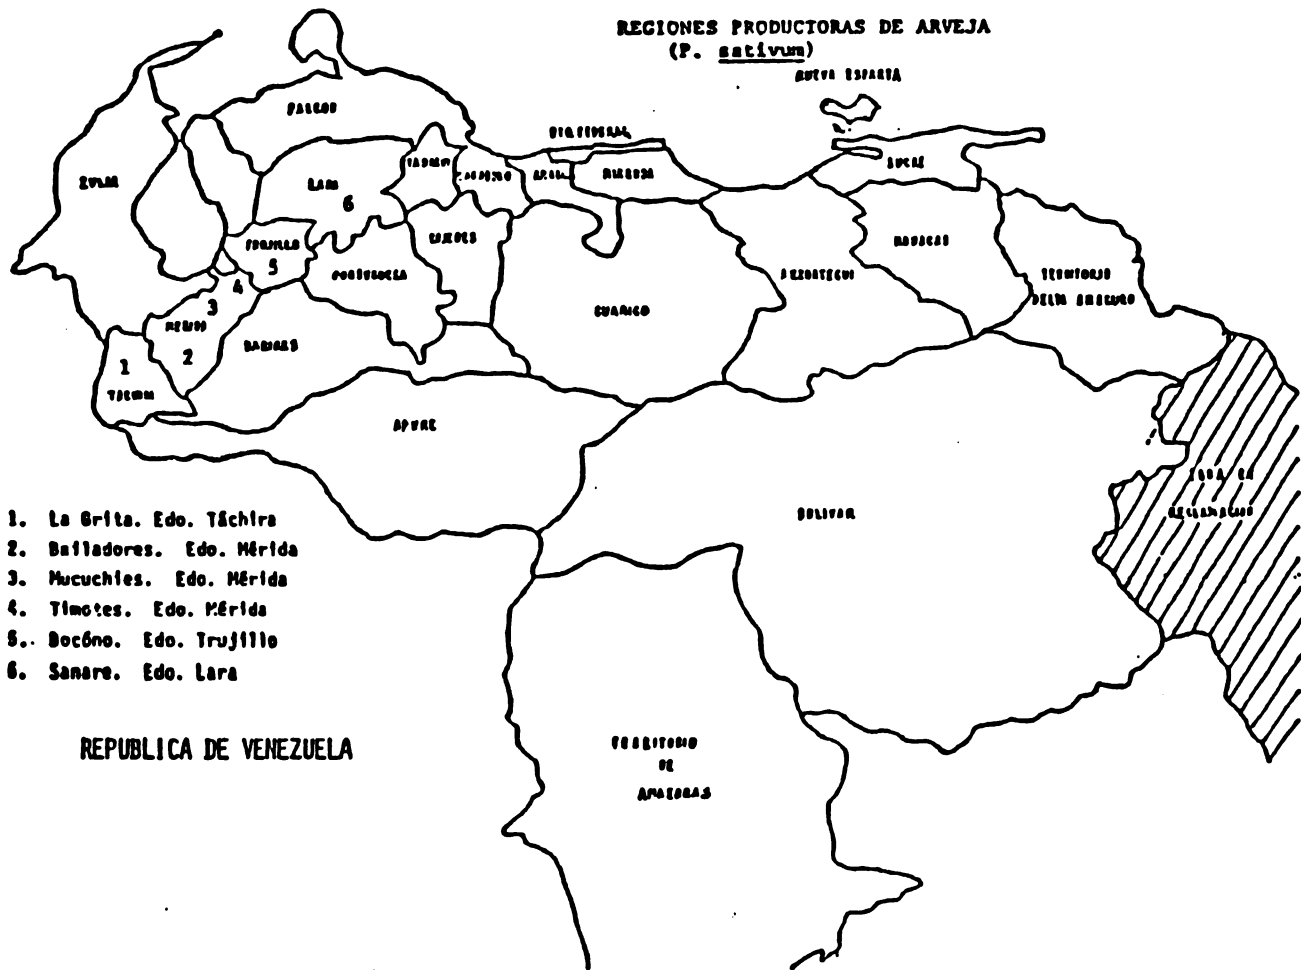 REGIONES PRODUCTORAS DE ARVEJA
(P. sativum)
NUEVA ESPARTA
FALCON
DTO FEDERAL
ZULIA
LARA
6
YARACUY
CARABOBO
MIRANDA
SUCRE
TRUJILLO
5
COJEDES
MONAGAS
PORTUGUESA
ANZOATEGUI
TERRITORIO
DELTA AMACURO
4
3
GUARICO
MERIDA
2
BARINAS
1
TACHIRA
APURE
ZONA EN
RECLAMACION
BOLIVAR
1. La Grita. Edo. Táchira
2. Bailadores. Edo. Mérida
3. Mucuchies. Edo. Mérida
4. Timotes. Edo. Mérida
5. Bocóno. Edo. Trujillo
6. Sanare. Edo. Lara
REPUBLICA DE VENEZUELA
TERRITORIO
DE
AMAZONAS